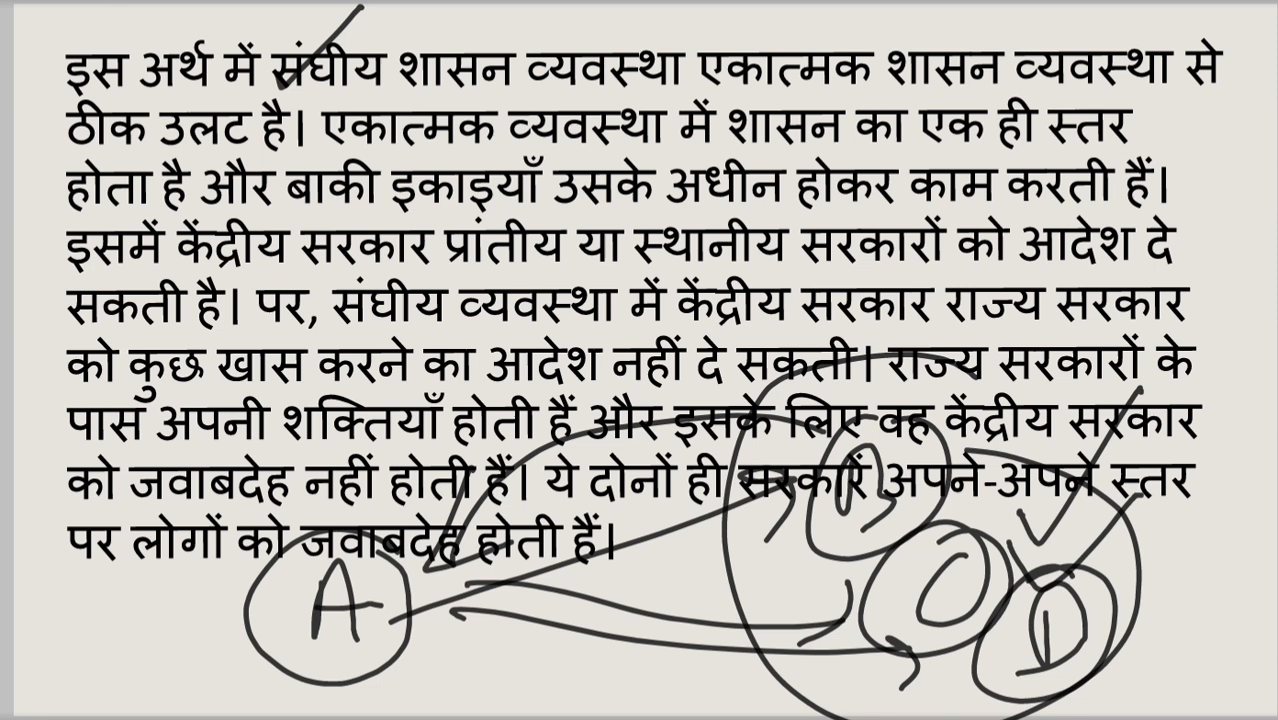 इस अर्थ में संघीय शासन व्यवस्था एकात्मक शासन व्यवस्था से
ठीक उलट है। एकात्मक व्यवस्था में शासन का एक ही स्तर
होता है और बाकी इकाइयाँ उसके अधीन होकर काम करती हैं।
इसमें केंद्रीय सरकार प्रांतीय या स्थानीय सरकारों को आदेश दे
सकती है। पर, संघीय व्यवस्था में केंद्रीय सरकार राज्य सरकार
को कुछ खास करने का आदेश नहीं दे सकती। राज्य सरकारों के
पास अपनी शक्तियाँ होती हैं और इसके लिए वह केंद्रीय सरकार
को जवाबदेह नहीं होती हैं। ये दोनों ही सरकारें अपने-अपने स्तर
पर लोगों को जवाबदेह होती हैं।
A
B
C
D